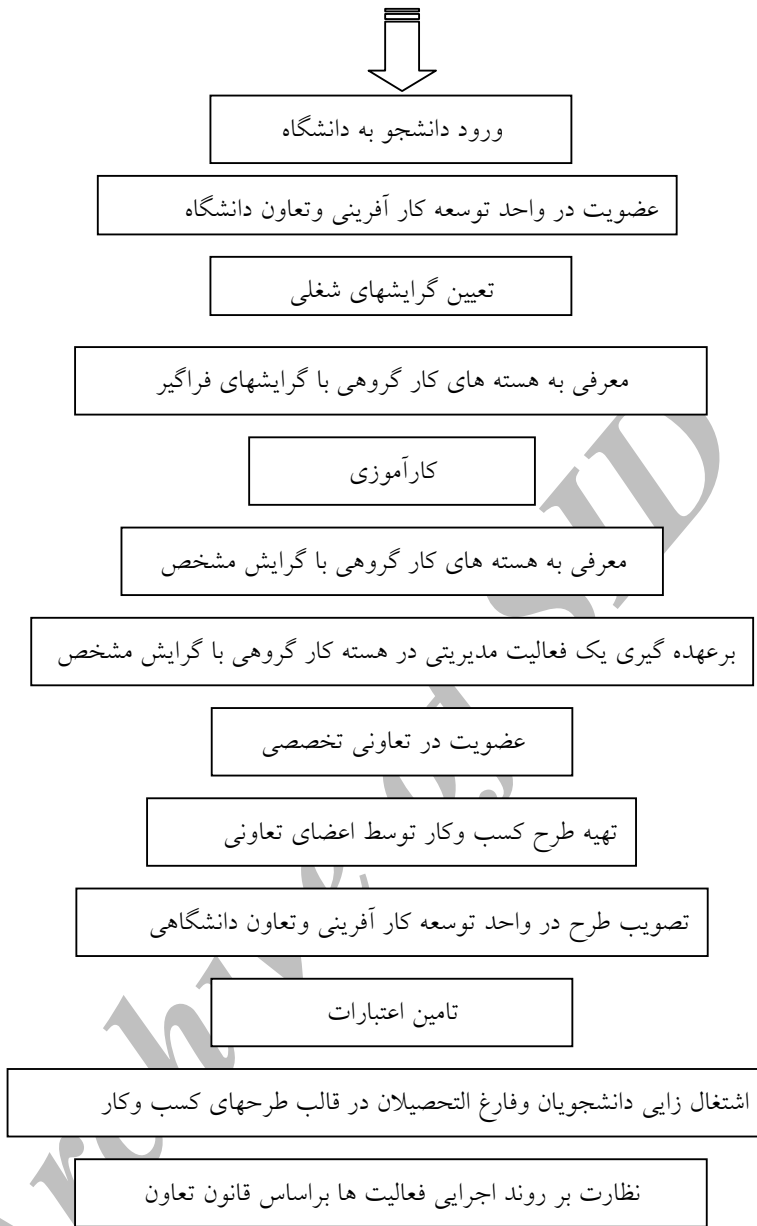 ورود دانشجو به دانشگاه
عضویت در واحد توسعه کار آفرینی وتعاون دانشگاه
تعیین گرایشهای شغلی
معرفی به هسته های کار گروهی با گرایشهای فراگیر
کارآموزی
معرفی به هسته های کار گروهی با گرایش مشخص
برعهده گیری یک فعالیت مدیریتی در هسته کار گروهی با گرایش مشخص
عضویت در تعاونی تخصصی
تهیه طرح کسب وکار توسط اعضای تعاونی
تصویب طرح در واحد توسعه کار آفرینی وتعاون دانشگاهی
تامین اعتبارات
اشتغال زایی دانشجویان وفارغ التحصیلان در قالب طرحهای کسب وکار
نظارت بر روند اجرایی فعالیت ها براساس قانون تعاون
Archive of SID